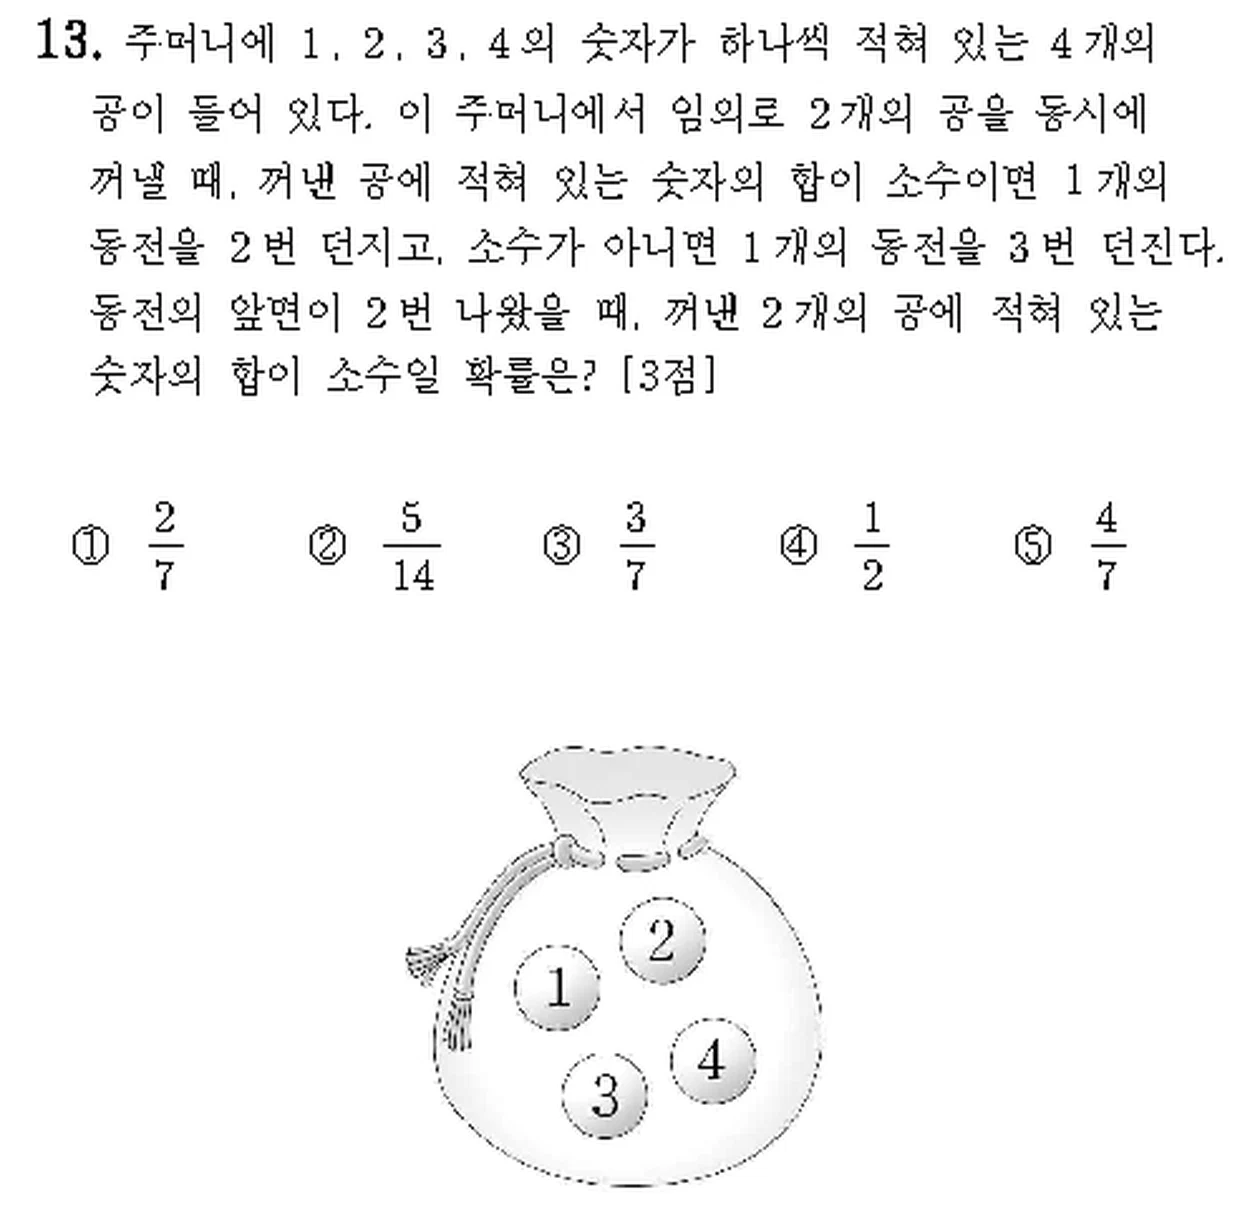 13. 주머니에 1, 2, 3, 4의 숫자가 하나씩 적혀 있는 4개의
공이 들어 있다. 이 주머니에서 임의로 2개의 공을 동시에
꺼낼 때, 꺼낸 공에 적혀 있는 숫자의 합이 소수이면 1개의
동전을 2번 던지고, 소수가 아니면 1개의 동전을 3번 던진다.
동전의 앞면이 2번 나왔을 때, 꺼낸 2개의 공에 적혀 있는
숫자의 합이 소수일 확률은? [3점]
① 2/7 ② 5/14 ③ 3/7 ④ 1/2 ⑤ 4/7
2
1
4
3